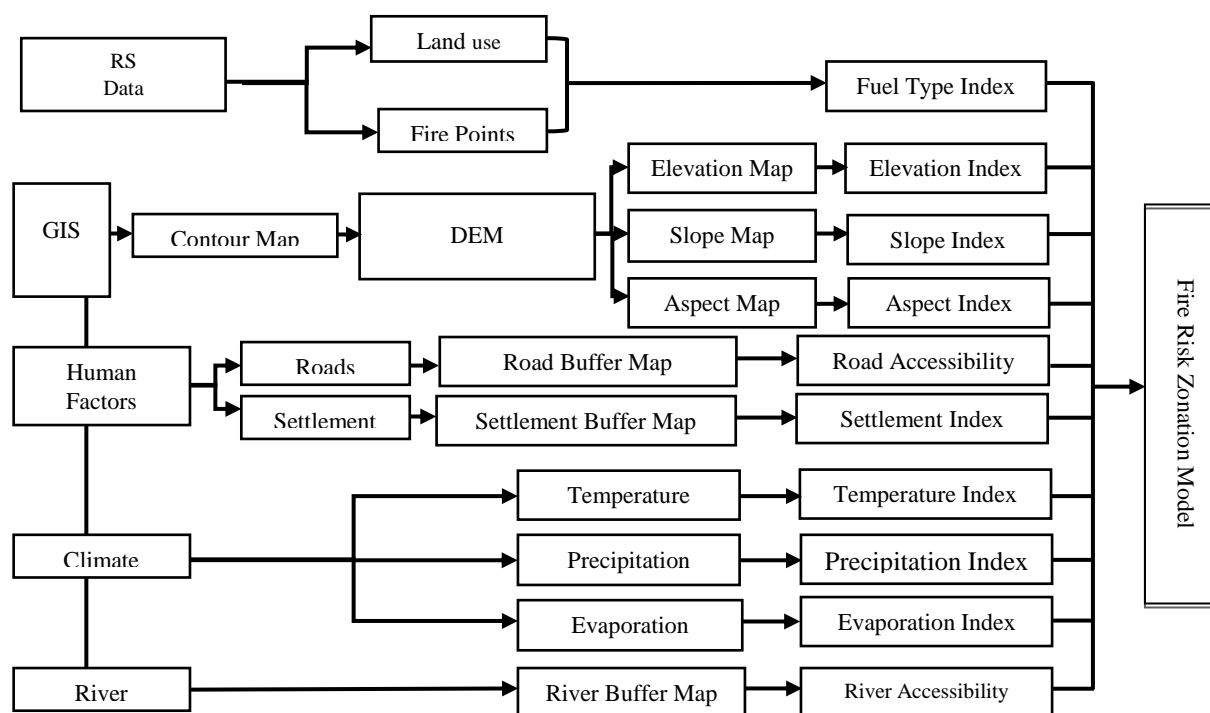 RS
Data
Land use
Fire Points
Fuel Type Index
GIS
Contour Map
DEM
Elevation Map
Elevation Index
Slope Map
Slope Index
Aspect Map
Aspect Index
Human
Factors
Roads
Road Buffer Map
Road Accessibility
Settlement
Settlement Buffer Map
Settlement Index
Climate
Temperature
Temperature Index
Precipitation
Precipitation Index
Evaporation
Evaporation Index
River
River Buffer Map
River Accessibility
Fire Risk Zonation Model